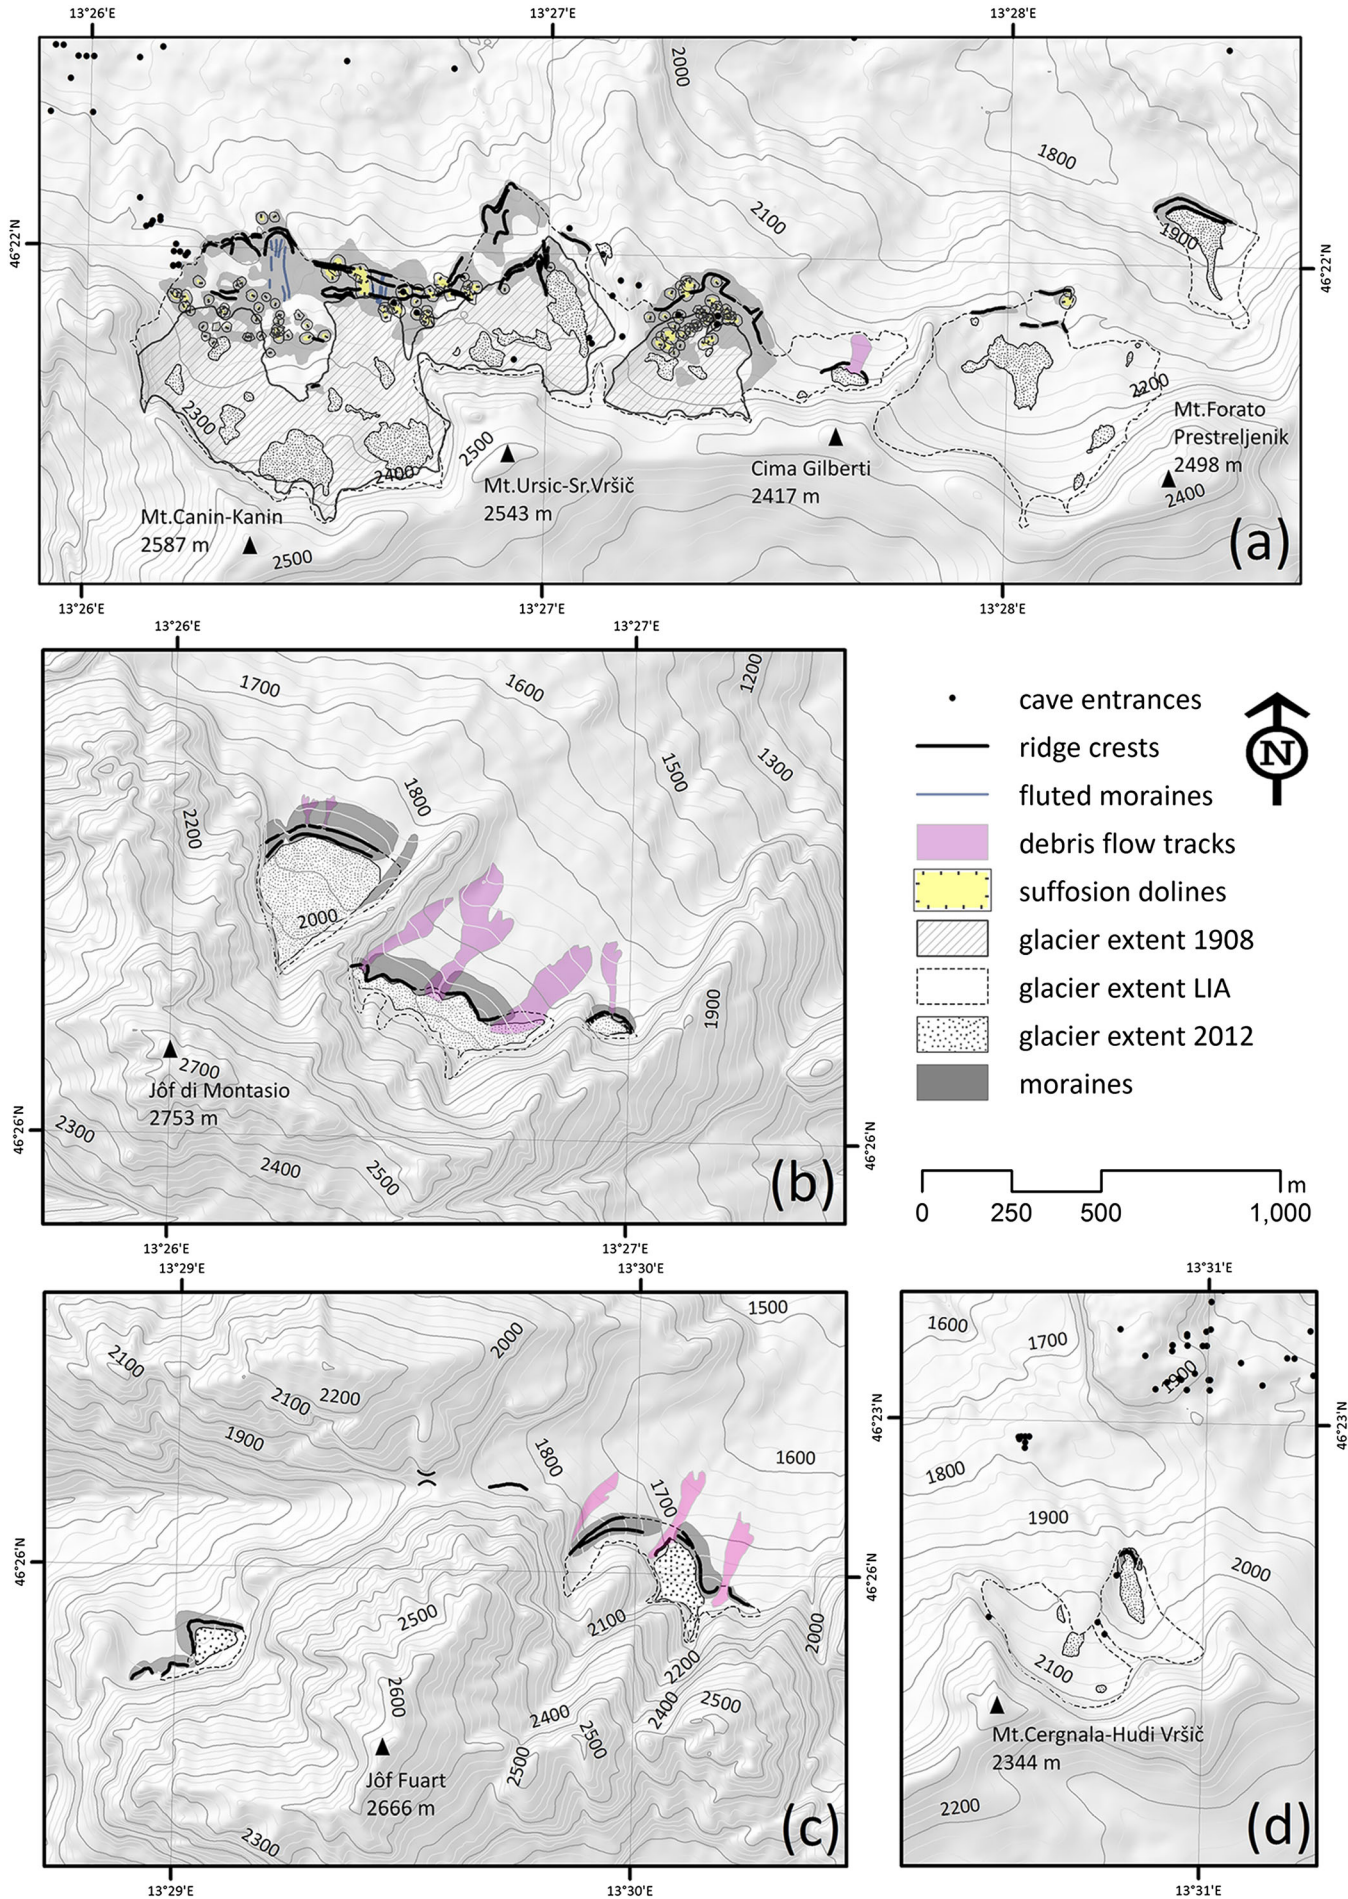 13°26'E
13°27'E
13°28'E
2000
1800
2100
46°22'N
46°22'N
1900
2300
2400
2500
2200
Mt.Forato
Prestreljenik
2498 m
2400
Cima Gilberti
2417 m
Mt.Ursic-Sr.Vršič
2543 m
Mt.Canin-Kanin
2587 m
2500
(a)
13°26'E
13°27'E
13°28'E
13°26'E
13°27'E
1700
1600
1200
1500
1300
1800
2200
2000
1900
2700
Jôf di Montasio
2753 m
46°26'N
46°26'N
2300
2400
2500
(b)
13°26'E
13°27'E
cave entrances
ridge crests
N
fluted moraines
debris flow tracks
suffosion dolines
glacier extent 1908
glacier extent LIA
glacier extent 2012
moraines
m
0
250
500
1,000
13°29'E
13°30'E
1500
2000
2100
2100
2200
1900
1800
1600
1700
46°26'N
46°26'N
2500
2100
2000
2200
2600
2400
2400
2500
2500
2500
Jôf Fuart
2666 m
2300
(c)
13°29'E
13°30'E
13°31'E
1600
1700
1900
46°23'N
46°23'N
1800
1900
2000
2100
Mt.Cergnala-Hudi Vršič
2344 m
2200
(d)
13°31'E